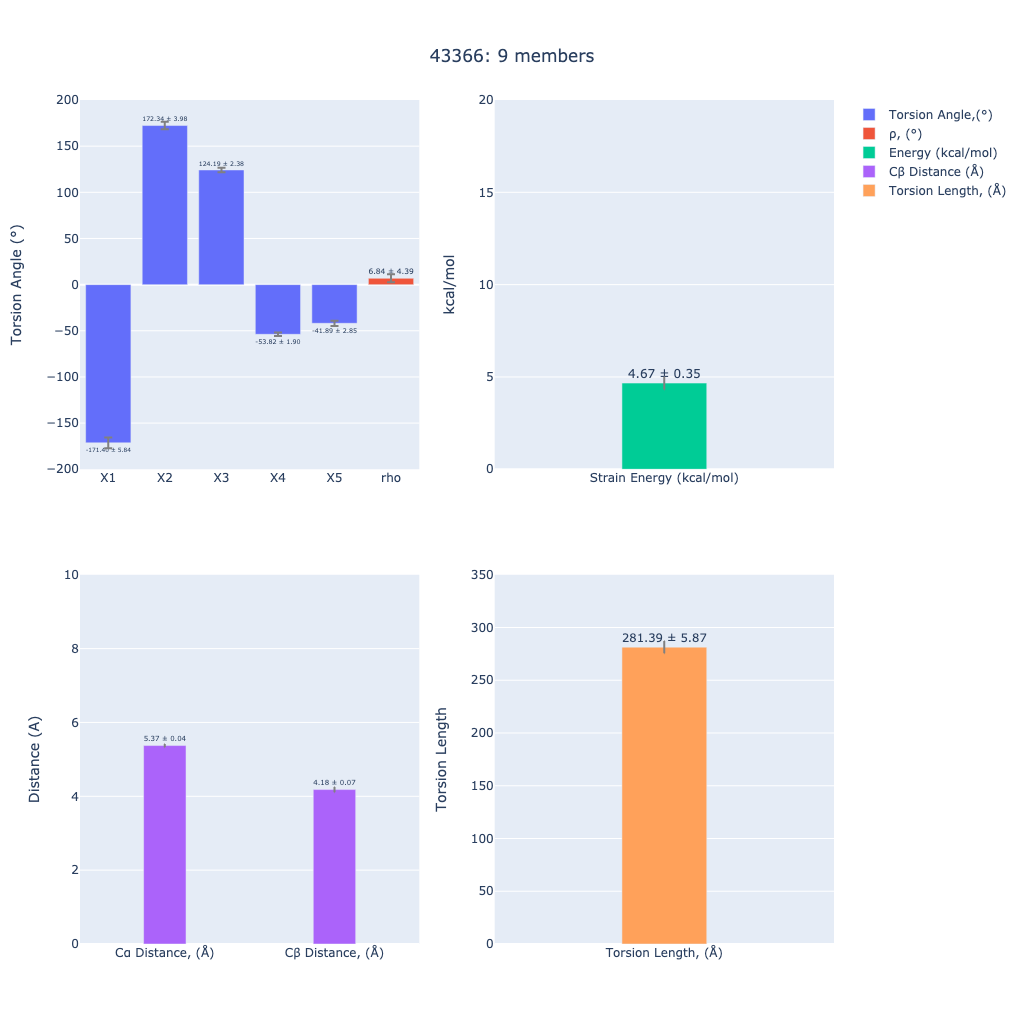 43366: 9 members
Torsion Angle (°)
200
150
100
50
0
−50
−100
−150
−200
-171.40 ± 5.84
172.34 ± 3.98
124.19 ± 2.38
-53.82 ± 1.90
-41.89 ± 2.85
6.84 ± 4.39
X1 X2 X3 X4 X5 rho
kcal/mol
20
15
10
5
0
4.67 ± 0.35
Strain Energy (kcal/mol)
Torsion Angle,(°)
ρ, (°)
Energy (kcal/mol)
Cβ Distance (Å)
Torsion Length, (Å)
Distance (A)
10
8
6
4
2
0
5.37 ± 0.04
4.18 ± 0.07
Cα Distance, (Å) Cβ Distance, (Å)
Torsion Length
350
300
250
200
150
100
50
0
281.39 ± 5.87
Torsion Length, (Å)